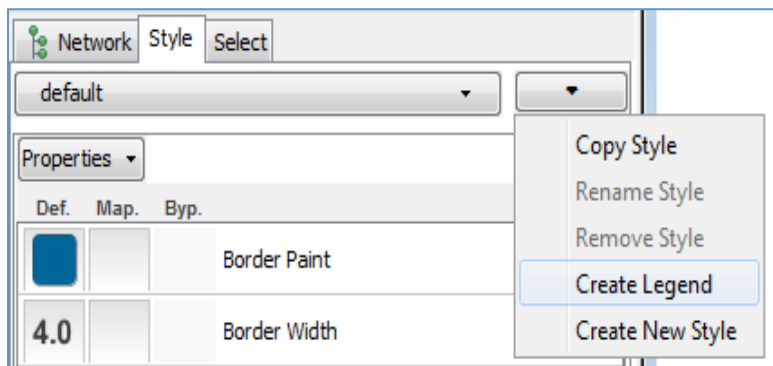 Network Style Select
default
Properties
Def. Map. Byp.
Border Paint
4.0 Border Width
Copy Style
Rename Style
Remove Style
Create Legend
Create New Style